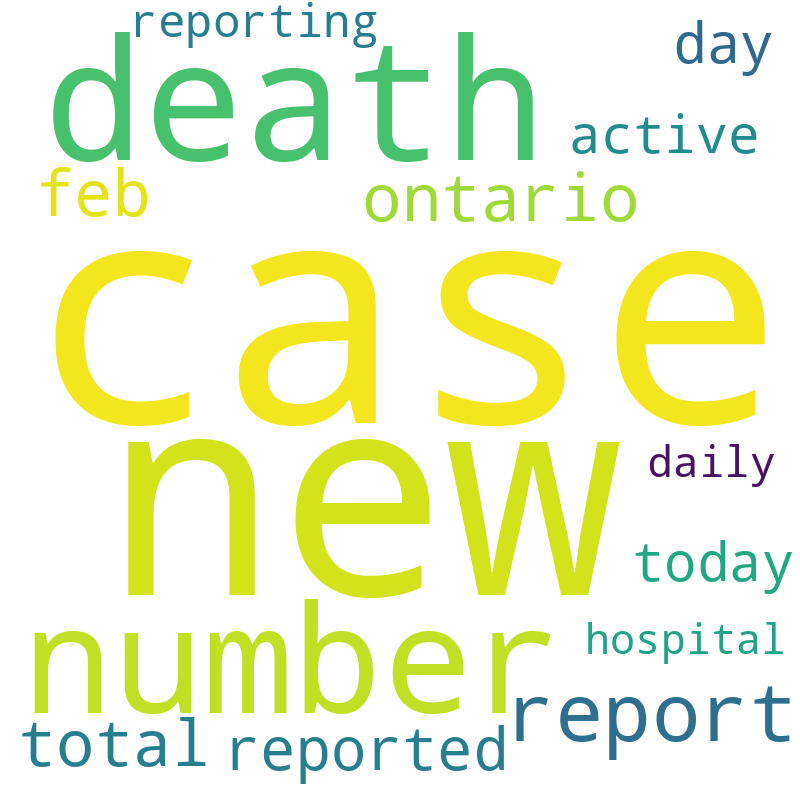 reporting
day
death
active
feb
ontario
case
new
daily
today
number
hospital
report
total
reported